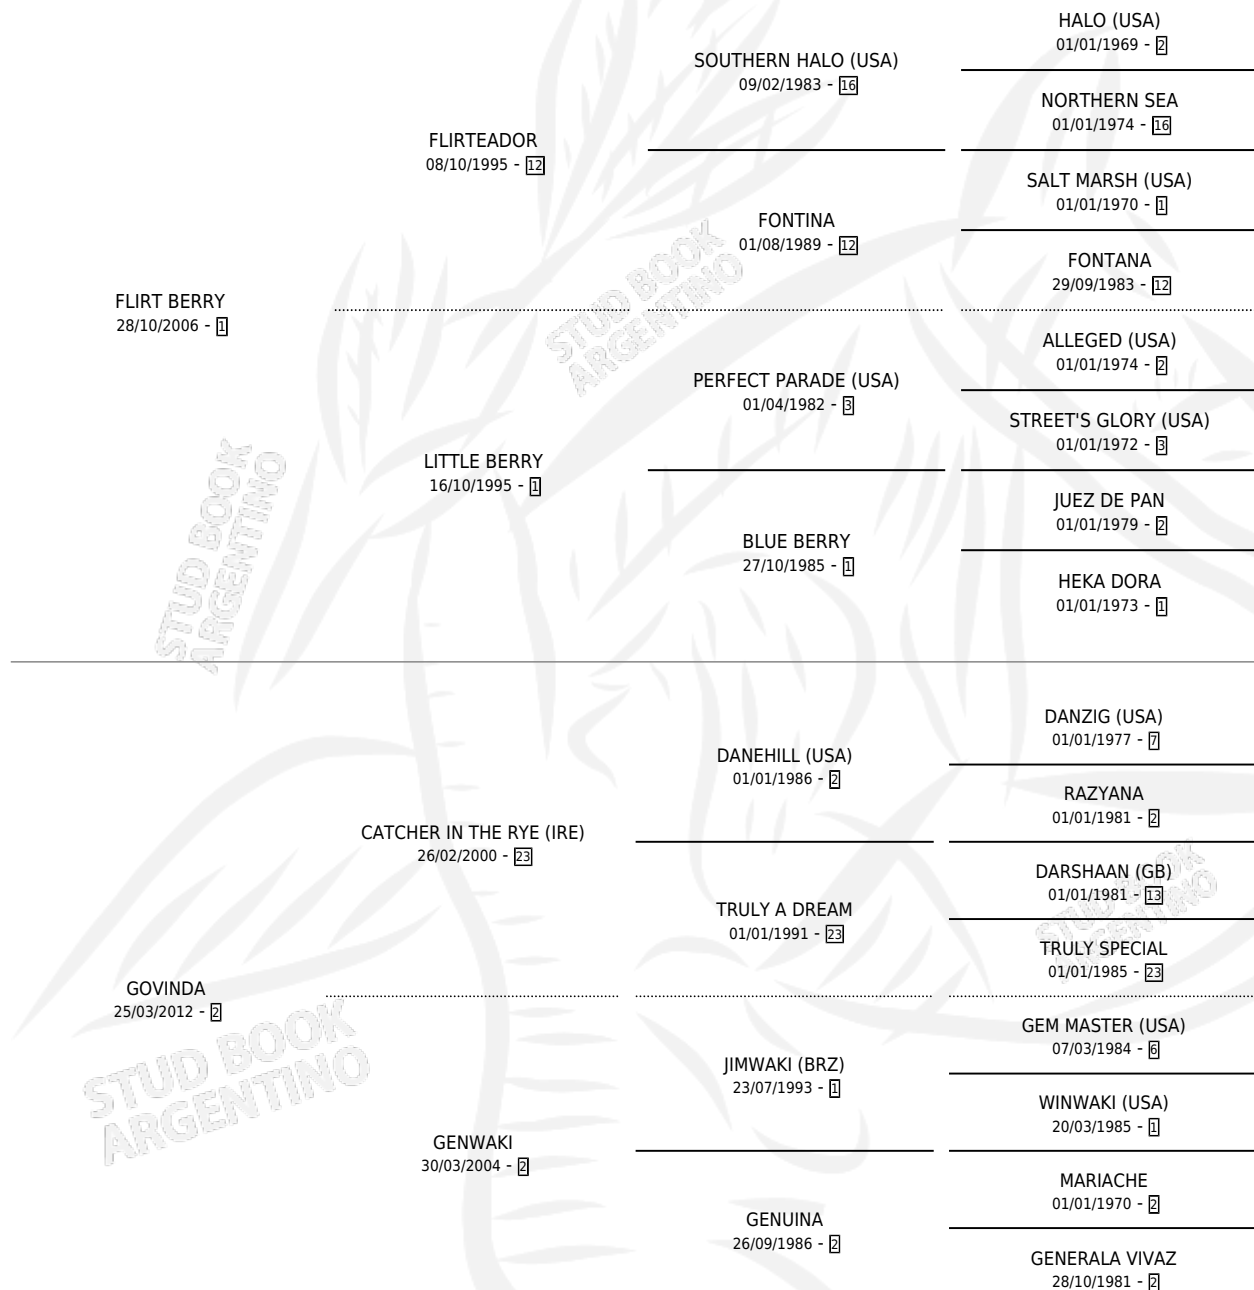 HALO (USA)
01/01/1969 - 2
SOUTHERN HALO (USA)
09/02/1983 - 16
NORTHERN SEA
01/01/1974 - 16
FLIRTEADOR
08/10/1995 - 12
SALT MARSH (USA)
01/01/1970 - 1
FONTINA
01/08/1989 - 12
FONTANA
29/09/1983 - 12
FLIRT BERRY
28/10/2006 - 1
STUD BOOK
ARGENTINO
ALLEGED (USA)
01/01/1974 - 2
PERFECT PARADE (USA)
01/04/1982 - 3
STREET'S GLORY (USA)
01/01/1972 - 3
LITTLE BERRY
16/10/1995 - 1
JUEZ DE PAN
01/01/1979 - 2
BLUE BERRY
27/10/1985 - 1
HEKA DORA
01/01/1973 - 1
STUD BOOK
ARGENTINO
DANZIG (USA)
01/01/1977 - 7
DANEHILL (USA)
01/01/1986 - 2
RAZYANA
01/01/1981 - 2
CATCHER IN THE RYE (IRE)
26/02/2000 - 23
DARSHAAN (GB)
01/01/1981 - 13
TRULY A DREAM
01/01/1991 - 23
TRULY SPECIAL
01/01/1985 - 23
STUD BOOK
ARGENTINO
GOVINDA
25/03/2012 - 2
STUD BOOK
ARGENTINO
GEM MASTER (USA)
07/03/1984 - 6
JIMWAKI (BRZ)
23/07/1993 - 1
WINWAKI (USA)
20/03/1985 - 1
GENWAKI
30/03/2004 - 2
MARIACHE
01/01/1970 - 2
GENUINA
26/09/1986 - 2
GENERALA VIVAZ
28/10/1981 - 2